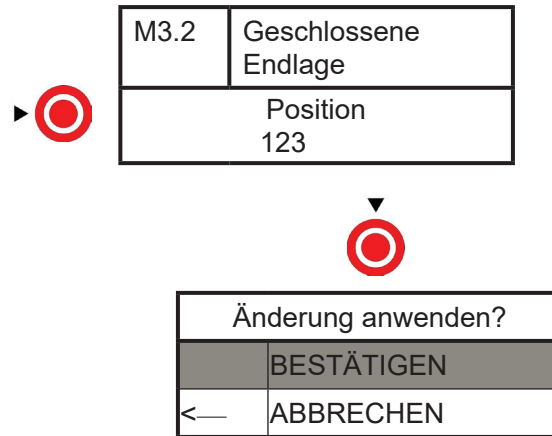 M3.2 Geschlossene
Endlage
Position
123
Änderung anwenden?
BESTÄTIGEN
<— ABBRECHEN